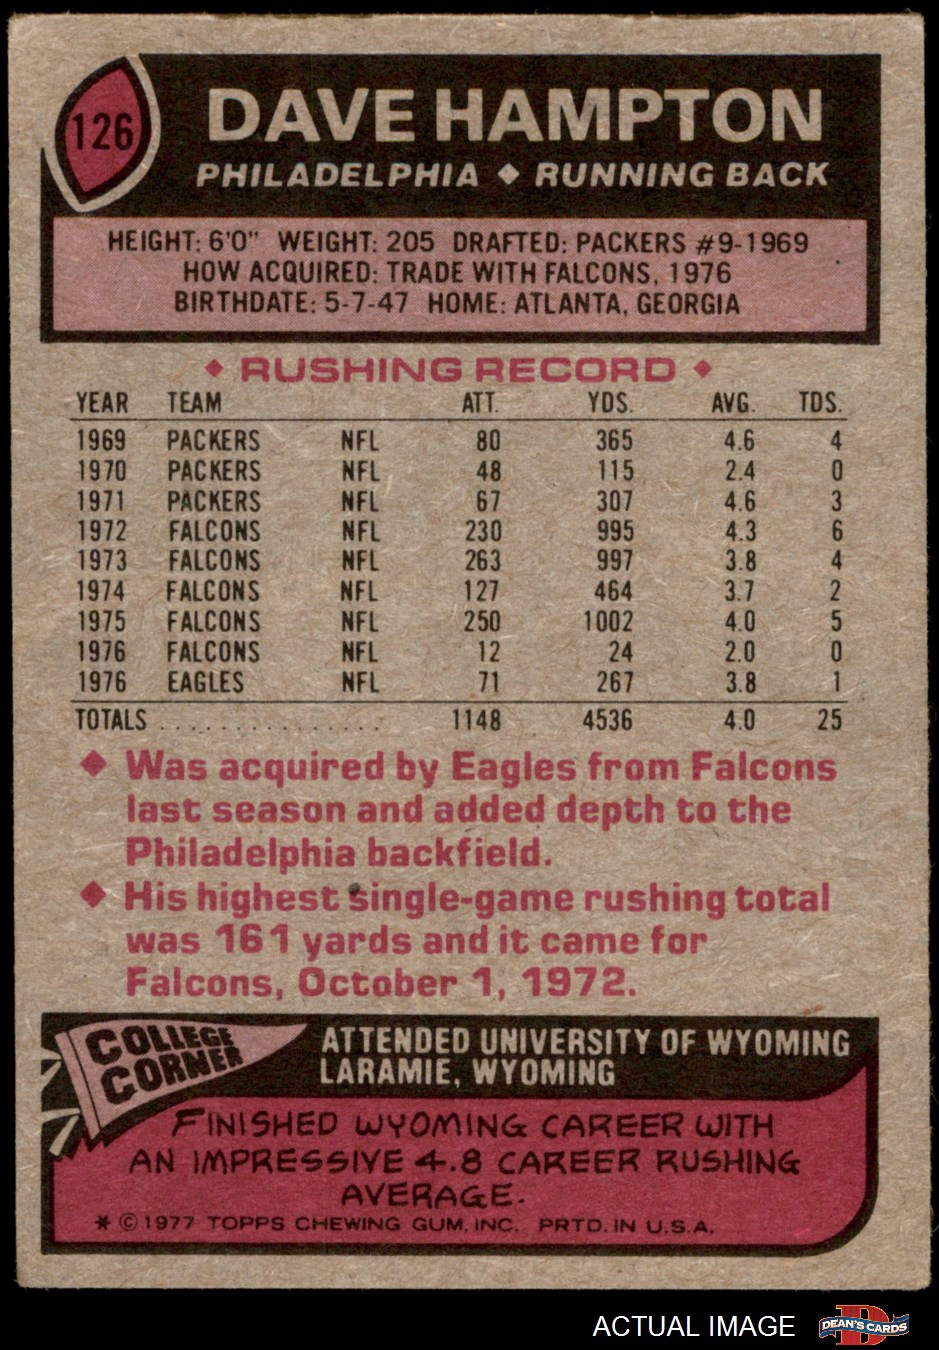 126
DAVE HAMPTON
PHILADELPHIA ◆ RUNNING BACK
HEIGHT: 6'0" WEIGHT: 205 DRAFTED: PACKERS #9-1969
HOW ACQUIRED: TRADE WITH FALCONS, 1976
BIRTHDATE: 5-7-47 HOME: ATLANTA, GEORGIA
◆ RUSHING RECORD ◆
YEAR TEAM ATT. YDS. AVG. TDS.
1969 PACKERS NFL 80 365 4.6 4
1970 PACKERS NFL 48 115 2.4 0
1971 PACKERS NFL 67 307 4.6 3
1972 FALCONS NFL 230 995 4.3 6
1973 FALCONS NFL 263 997 3.8 4
1974 FALCONS NFL 127 464 3.7 2
1975 FALCONS NFL 250 1002 4.0 5
1976 FALCONS NFL 12 24 2.0 0
1976 EAGLES NFL 71 267 3.8 1
TOTALS . . . . . . . . . . . . . . . 1148 4536 4.0 25
◆ Was acquired by Eagles from Falcons
last season and added depth to the
Philadelphia backfield.
◆ His highest single-game rushing total
was 161 yards and it came for
Falcons, October 1, 1972.
COLLEGE
CORNER
ATTENDED UNIVERSITY OF WYOMING
LARAMIE, WYOMING
FINISHED WYOMING CAREER WITH
AN IMPRESSIVE 4.8 CAREER RUSHING
AVERAGE.
* © 1977 TOPPS CHEWING GUM, INC. PRTD. IN U.S.A.
ACTUAL IMAGE
DEAN'S CARDS